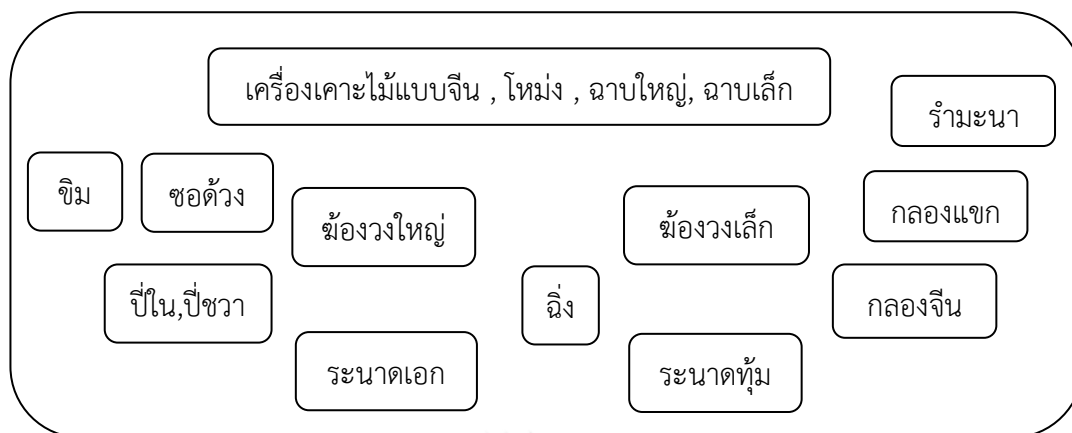 เครื่องเคาะไม้แบบจีน , โหม่ง , ฉาบใหญ่, ฉาบเล็ก
รำมะนา
ขิม
ซอด้วง
ฆ้องวงใหญ่
ฆ้องวงเล็ก
กลองแขก
ปี่ใน,ปี่ชวา
ฉิ่ง
กลองจีน
ระนาดเอก
ระนาดทุ้ม